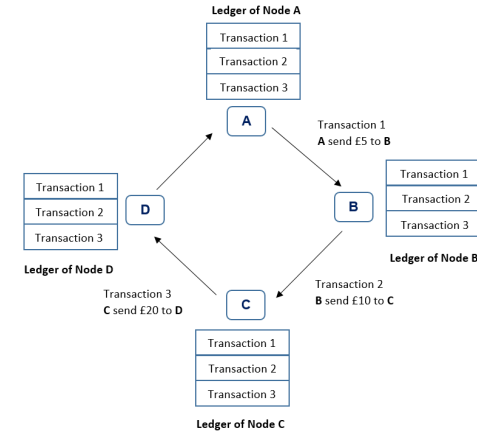 Ledger of Node A
Transaction 1
Transaction 2
Transaction 3
A
Transaction 1
A send £5 to B
Transaction 1
Transaction 2
Transaction 3
B
Ledger of Node B
Transaction 1
Transaction 2
Transaction 3
D
Ledger of Node D
Transaction 2
B send £10 to C
Transaction 3
C send £20 to D
C
Transaction 1
Transaction 2
Transaction 3
Ledger of Node C